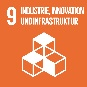 9 INDUSTRIE, INNOVATION
UND INFRASTRUKTUR